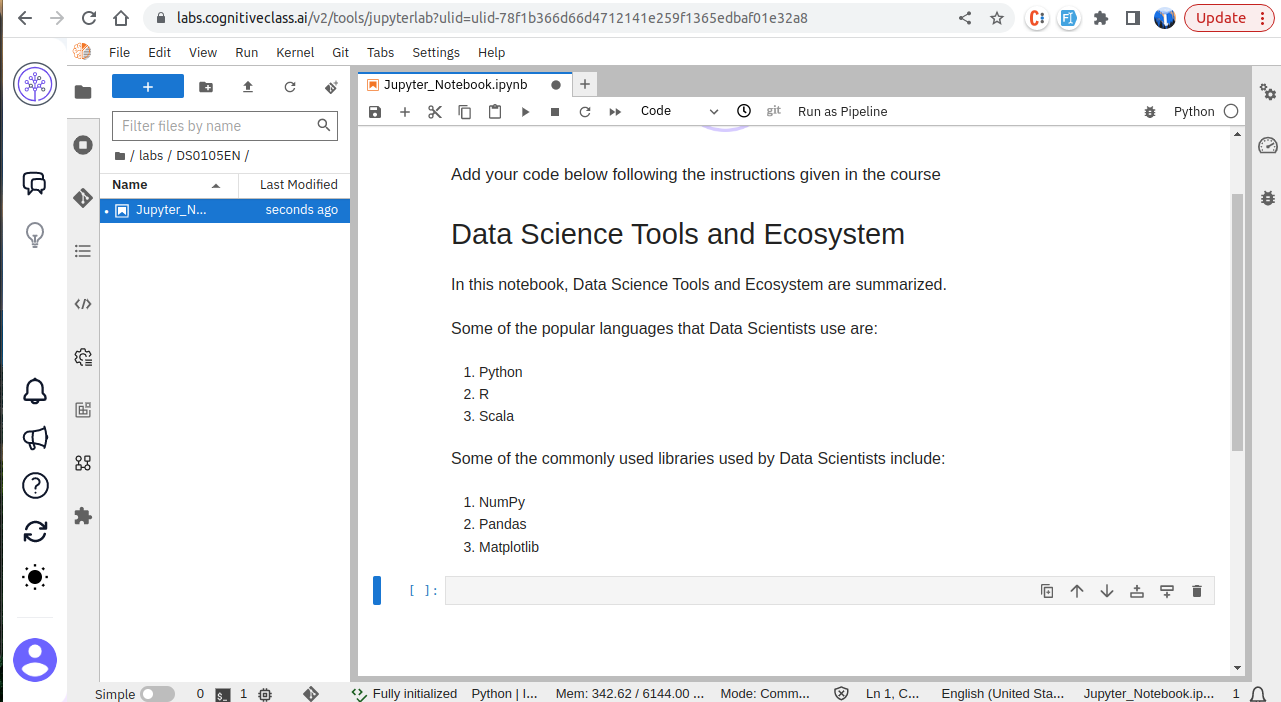 labs.cognitiveclass.ai/v2/tools/jupyterlab?ulid=ulid-78f1b366d66d4712141e259f1365edbaf01e32a8
Update
File Edit View Run Kernel Git Tabs Settings Help
Jupyter_Notebook.ipynb
Code
git
Run as Pipeline
Python
Filter files by name
/ labs / DS0105EN /
Name
Last Modified
Jupyter_N...
seconds ago
Add your code below following the instructions given in the course
Data Science Tools and Ecosystem
In this notebook, Data Science Tools and Ecosystem are summarized.
Some of the popular languages that Data Scientists use are:
1. Python
2. R
3. Scala
Some of the commonly used libraries used by Data Scientists include:
1. NumPy
2. Pandas
3. Matplotlib
[ ]:
Simple 0 1 Fully initialized Python | I... Mem: 342.62 / 6144.00 ... Mode: Comm... Ln 1, C... English (United Sta... Jupyter_Notebook.ip... 1